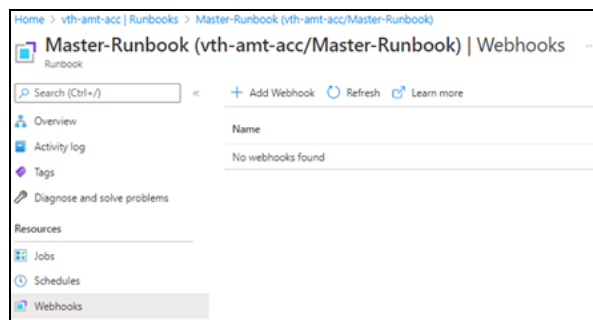 Home > vth-amt-acc | Runbooks > Master-Runbook (vth-amt-acc/Master-Runbook)
Master-Runbook (vth-amt-acc/Master-Runbook) | Webhooks ...
Runbook
Search (Ctrl+/) «
Add Webhook Refresh Learn more
Overview
Name
Activity log
No webhooks found
Tags
Diagnose and solve problems
Resources
Jobs
Schedules
Webhooks